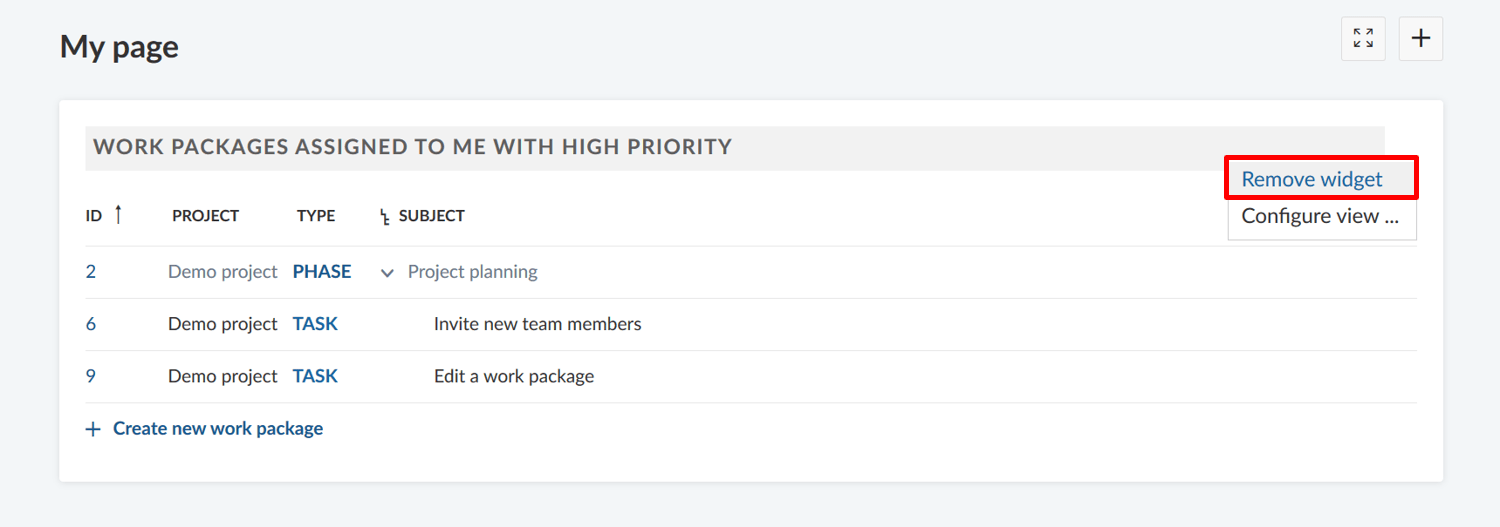 My page
WORK PACKAGES ASSIGNED TO ME WITH HIGH PRIORITY
Remove widget
Configure view ...
ID PROJECT TYPE SUBJECT
2 Demo project PHASE Project planning
6 Demo project TASK Invite new team members
9 Demo project TASK Edit a work package
+ Create new work package